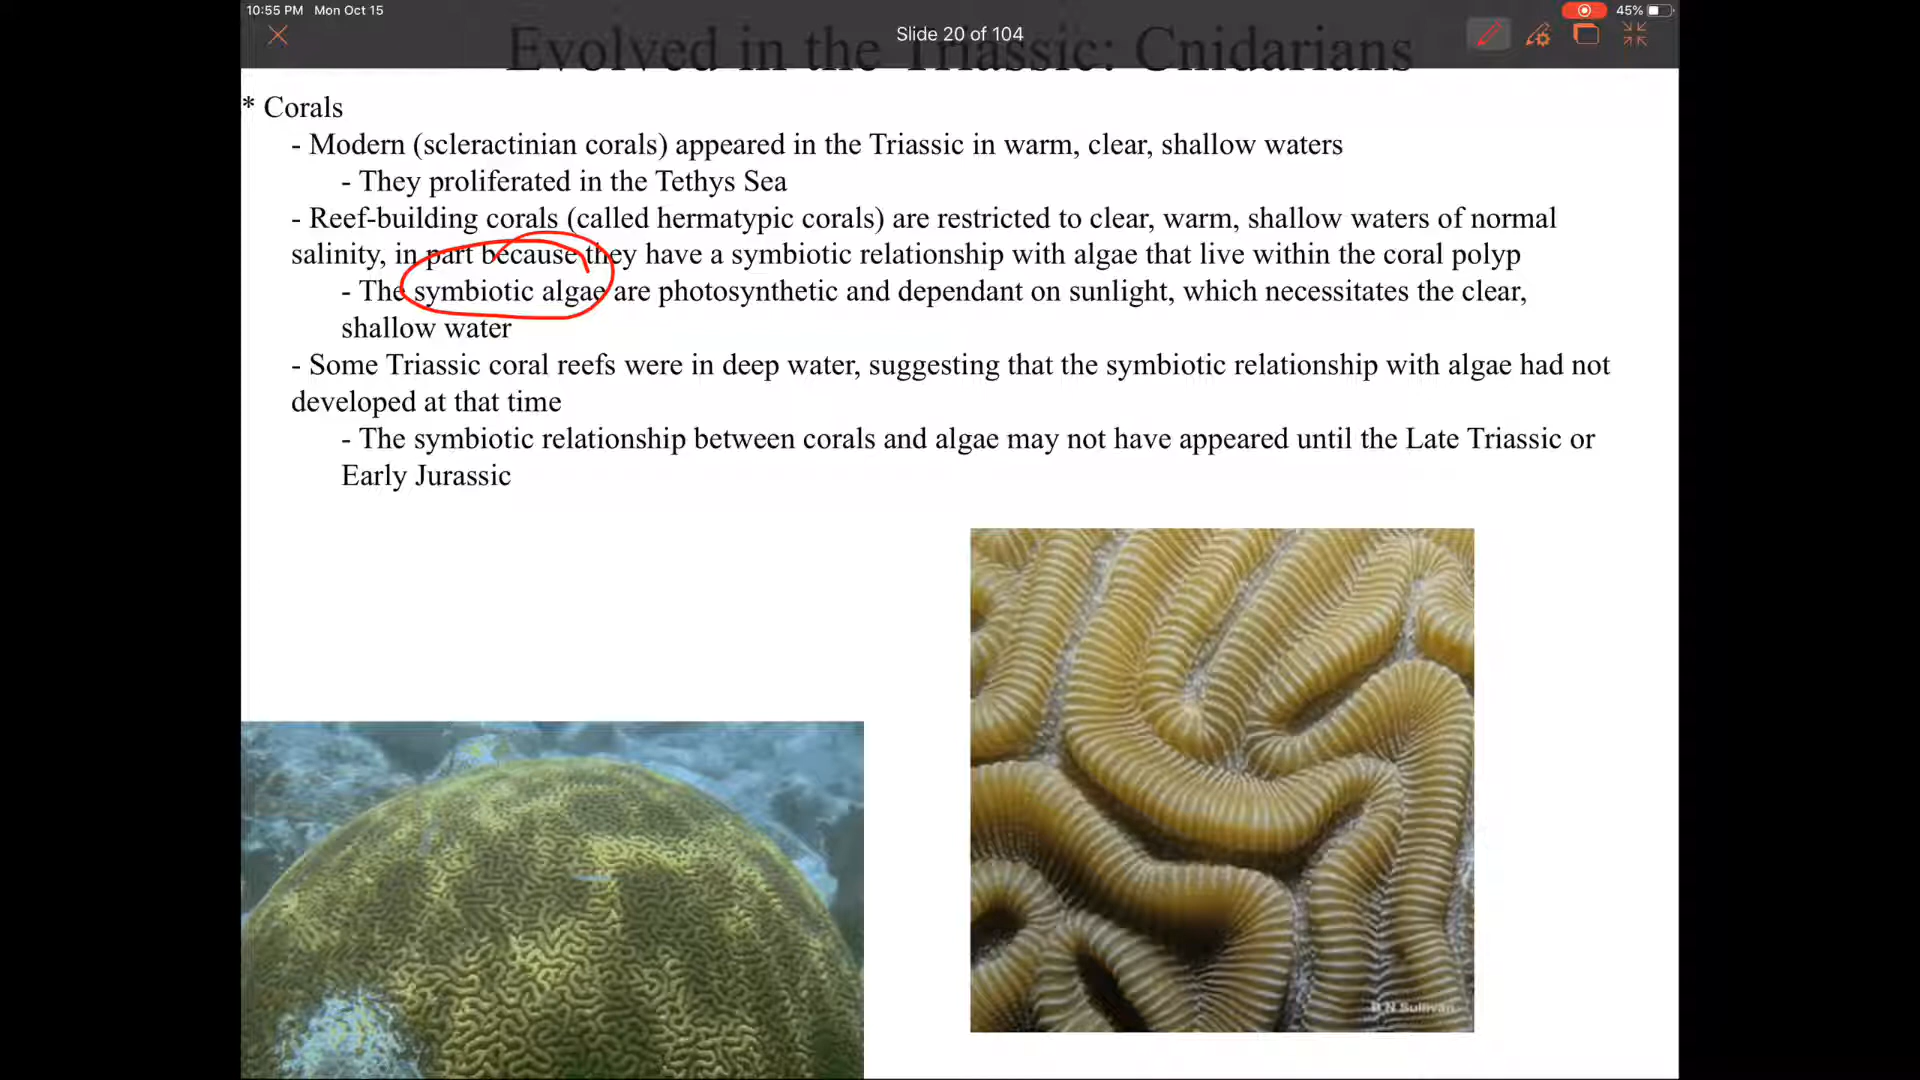 10:55 PM Mon Oct 15
45%
Slide 20 of 104
Evolved in the Triassic: Cnidarians
* Corals
- Modern (scleractinian corals) appeared in the Triassic in warm, clear, shallow waters
- They proliferated in the Tethys Sea
- Reef-building corals (called hermatypic corals) are restricted to clear, warm, shallow waters of normal
salinity, in part because they have a symbiotic relationship with algae that live within the coral polyp
- The symbiotic algae are photosynthetic and dependant on sunlight, which necessitates the clear,
shallow water
- Some Triassic coral reefs were in deep water, suggesting that the symbiotic relationship with algae had not
developed at that time
- The symbiotic relationship between corals and algae may not have appeared until the Late Triassic or
Early Jurassic
B N Sullivan